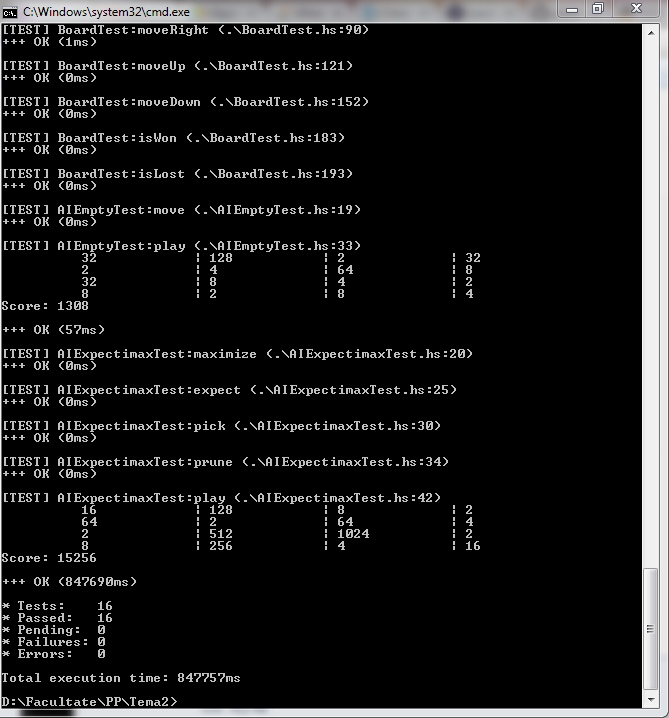 C:\Windows\system32\cmd.exe
[TEST] BoardTest:moveRight (.\BoardTest.hs:90)
+++ OK (1ms)
[TEST] BoardTest:moveUp (.\BoardTest.hs:121)
+++ OK (0ms)
[TEST] BoardTest:moveDown (.\BoardTest.hs:152)
+++ OK (0ms)
[TEST] BoardTest:isWon (.\BoardTest.hs:183)
+++ OK (0ms)
[TEST] BoardTest:isLost (.\BoardTest.hs:193)
+++ OK (0ms)
[TEST] AIEmptyTest:move (.\AIEmptyTest.hs:19)
+++ OK (0ms)
[TEST] AIEmptyTest:play (.\AIEmptyTest.hs:33)
32 | 128 | 2 | 32
2 | 4 | 64 | 8
32 | 8 | 4 | 2
8 | 2 | 8 | 4
Score: 1308
+++ OK (57ms)
[TEST] AIExpectimaxTest:maximize (.\AIExpectimaxTest.hs:20)
+++ OK (0ms)
[TEST] AIExpectimaxTest:expect (.\AIExpectimaxTest.hs:25)
+++ OK (0ms)
[TEST] AIExpectimaxTest:pick (.\AIExpectimaxTest.hs:30)
+++ OK (0ms)
[TEST] AIExpectimaxTest:prune (.\AIExpectimaxTest.hs:34)
+++ OK (0ms)
[TEST] AIExpectimaxTest:play (.\AIExpectimaxTest.hs:42)
16 | 128 | 8 | 2
64 | 2 | 64 | 4
2 | 512 | 1024 | 2
8 | 256 | 4 | 16
Score: 15256
+++ OK (847690ms)
* Tests: 16
* Passed: 16
* Pending: 0
* Failures: 0
* Errors: 0
Total execution time: 847757ms
D:\Facultate\PP\Tema2>